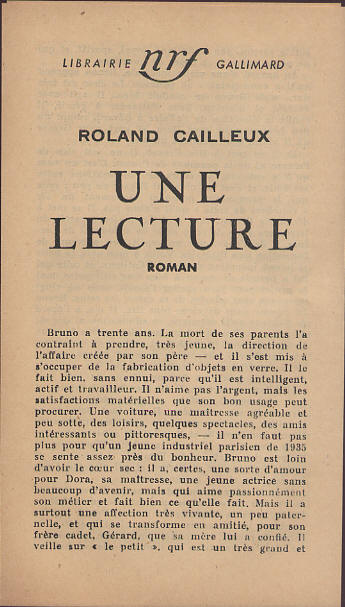 LIBRAIRIE nrf GALLIMARD
ROLAND CAILLEUX
UNE
LECTURE
ROMAN
Bruno a trente ans. La mort de ses parents l'a
contraint à prendre, très jeune, la direction de
l'affaire créée par son père — et il s'est mis à
s'occuper de la fabrication d'objets en verre. Il le
fait bien, sans ennui, parce qu'il est intelligent,
actif et travailleur. Il n'aime pas l'argent, mais les
satisfactions matérielles que son bon usage peut
procurer. Une voiture, une maîtresse agréable et
peu sotte, des loisirs, quelques spectacles, des amis
intéressants ou pittoresques, — il n'en faut pas
plus pour qu'un jeune industriel parisien de 1935
se sente assez près du bonheur. Bruno est loin
d'avoir le cœur sec : il a, certes, une sorte d'amour
pour Dora, sa maîtresse, une jeune actrice sans
beaucoup d'avenir, mais qui aime passionnément
son métier et fait bien ce qu'elle fait. Mais il a
surtout une affection très vivante, un peu pater-
nelle, et qui se transforme en amitié, pour son
frère cadet, Gérard, que sa mère lui a confié. Il
veille sur « le petit », qui est un très grand et